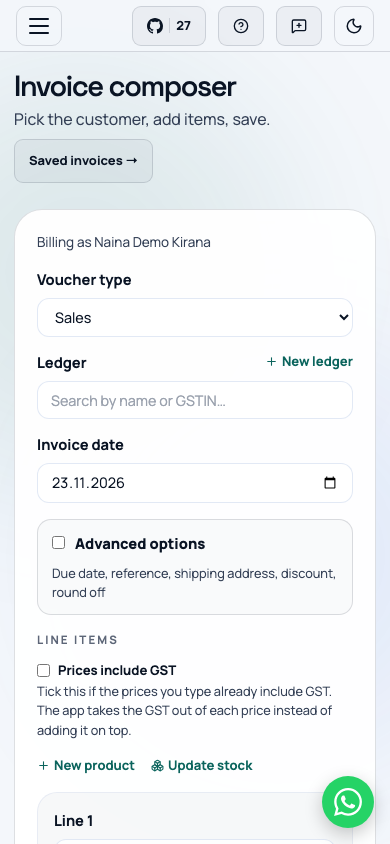 27
Invoice composer
Pick the customer, add items, save.
Saved invoices →
Billing as Naina Demo Kirana
Voucher type
Sales
Ledger
+ New ledger
Search by name or GSTIN...
Invoice date
23.11.2026
Advanced options
Due date, reference, shipping address, discount,
round off
LINE ITEMS
Prices include GST
Tick this if the prices you type already include GST.
The app takes the GST out of each price instead of
adding it on top.
+ New product
Update stock
Line 1